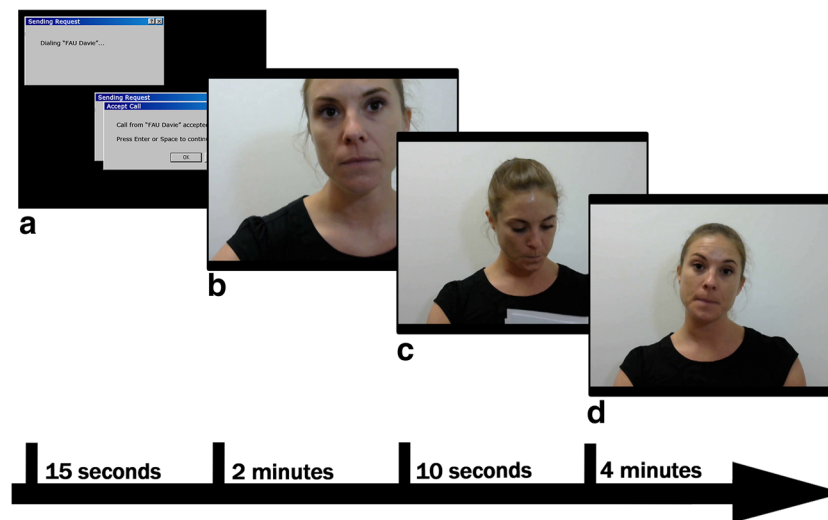 Sending Request
Dialing "FAU Davie"...
Sending Request
Accept Call
Call from "FAU Davie" accepted
Press Enter or Space to
OK
a
b
c
d
15 seconds
2 minutes
10 seconds
4 minutes